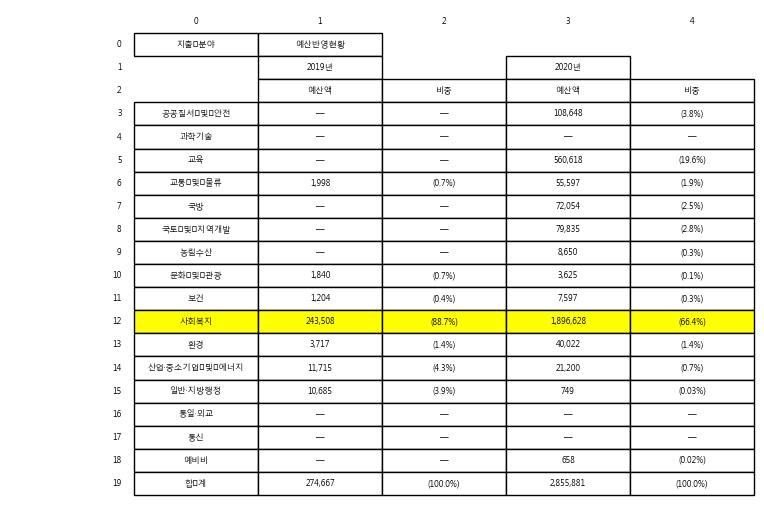 0 1 2 3 4
0 지출 분야 예산반영현황
1 2019년 2020년
2 예산액 비중 예산액 비중
3 공공질서 및 안전 — — 108,648 (3.8%)
4 과학기술 — — — —
5 교육 — — 560,618 (19.6%)
6 교통 및 물류 1,998 (0.7%) 55,597 (1.9%)
7 국방 — — 72,054 (2.5%)
8 국토 및 지역개발 — — 79,835 (2.8%)
9 농림수산 — — 8,650 (0.3%)
10 문화 및 관광 1,840 (0.7%) 3,625 (0.1%)
11 보건 1,204 (0.4%) 7,597 (0.3%)
12 사회복지 243,508 (88.7%) 1,896,628 (66.4%)
13 환경 3,717 (1.4%) 40,022 (1.4%)
14 산업·중소기업 및 에너지 11,715 (4.3%) 21,200 (0.7%)
15 일반·지방행정 10,685 (3.9%) 749 (0.03%)
16 통일·외교 — — — —
17 통신 — — — —
18 예비비 — — 658 (0.02%)
19 합 계 274,667 (100.0%) 2,855,881 (100.0%)